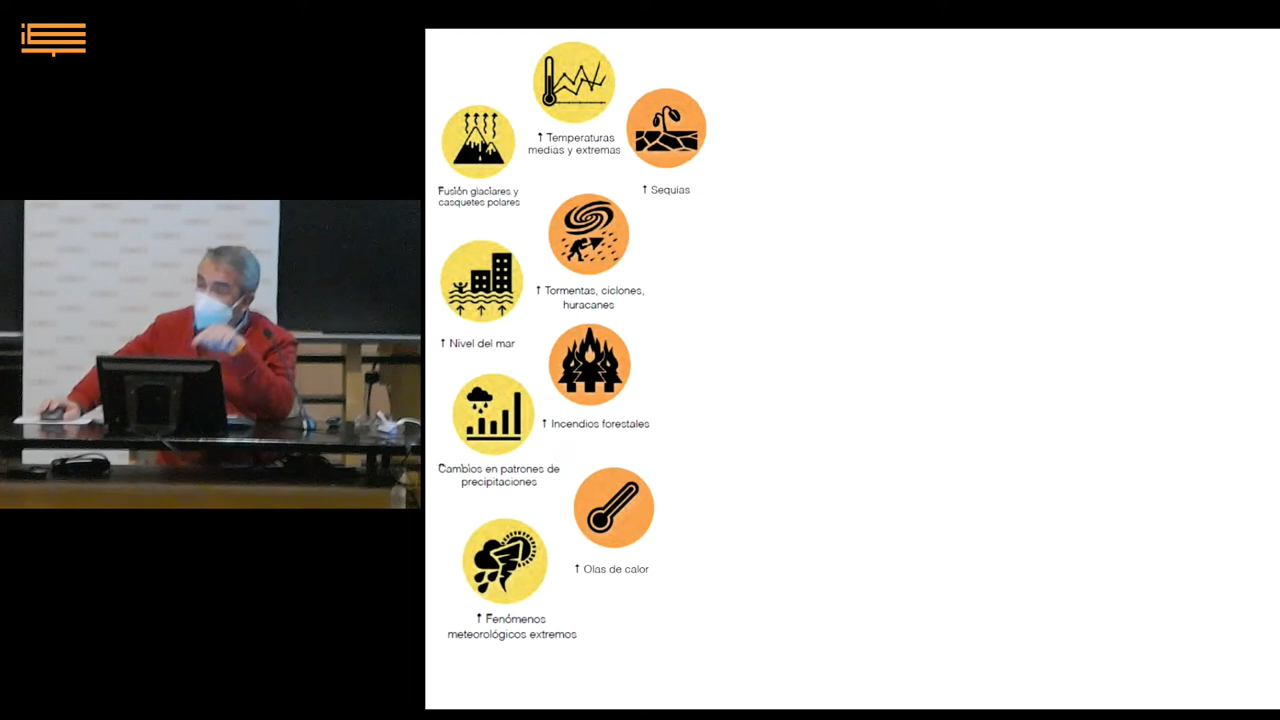 ↑ Temperaturas
medias y extremas
↑ Sequías
Fusión glaciares y
casquetes polares
↑ Tormentas, ciclones,
huracanes
↑ Nivel del mar
↑ Incendios forestales
Cambios en patrones de
precipitaciones
↑ Olas de calor
↑ Fenómenos
meteorológicos extremos